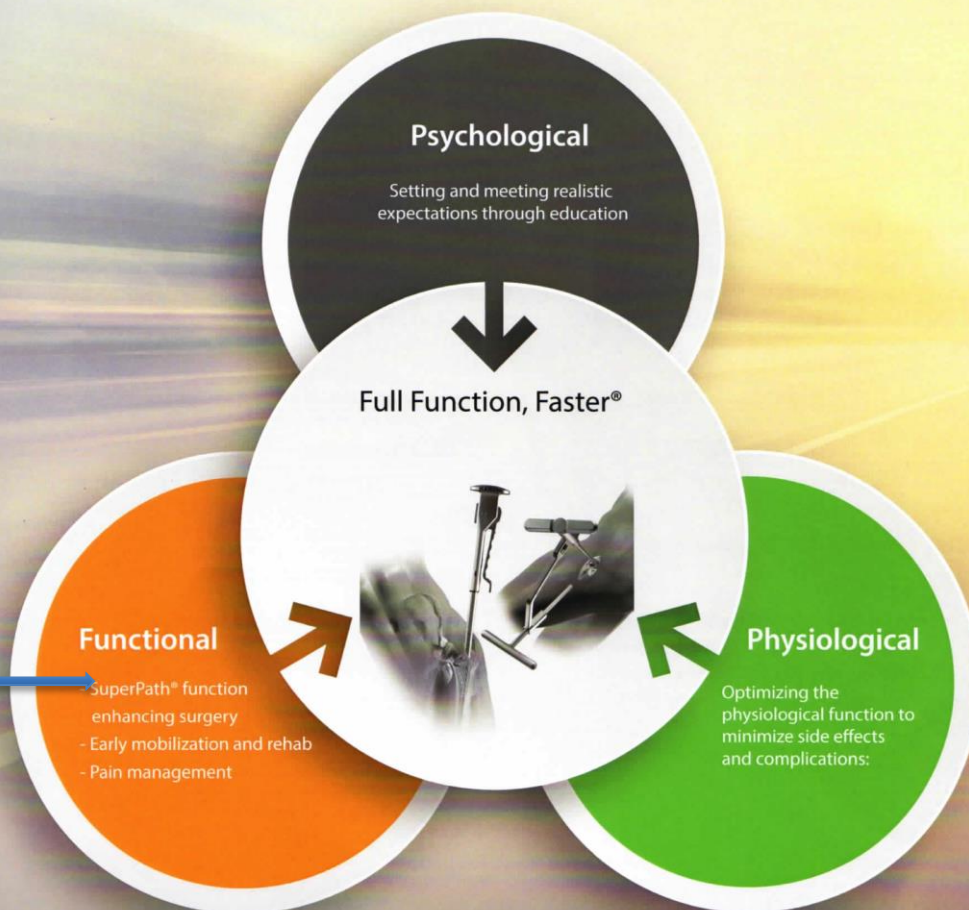 Psychological
Setting and meeting realistic
expectations through education
Full Function, Faster®
Functional
- SuperPath® function
enhancing surgery
- Early mobilization and rehab
- Pain management
Physiological
Optimizing the
physiological function to
minimize side effects
and complications: